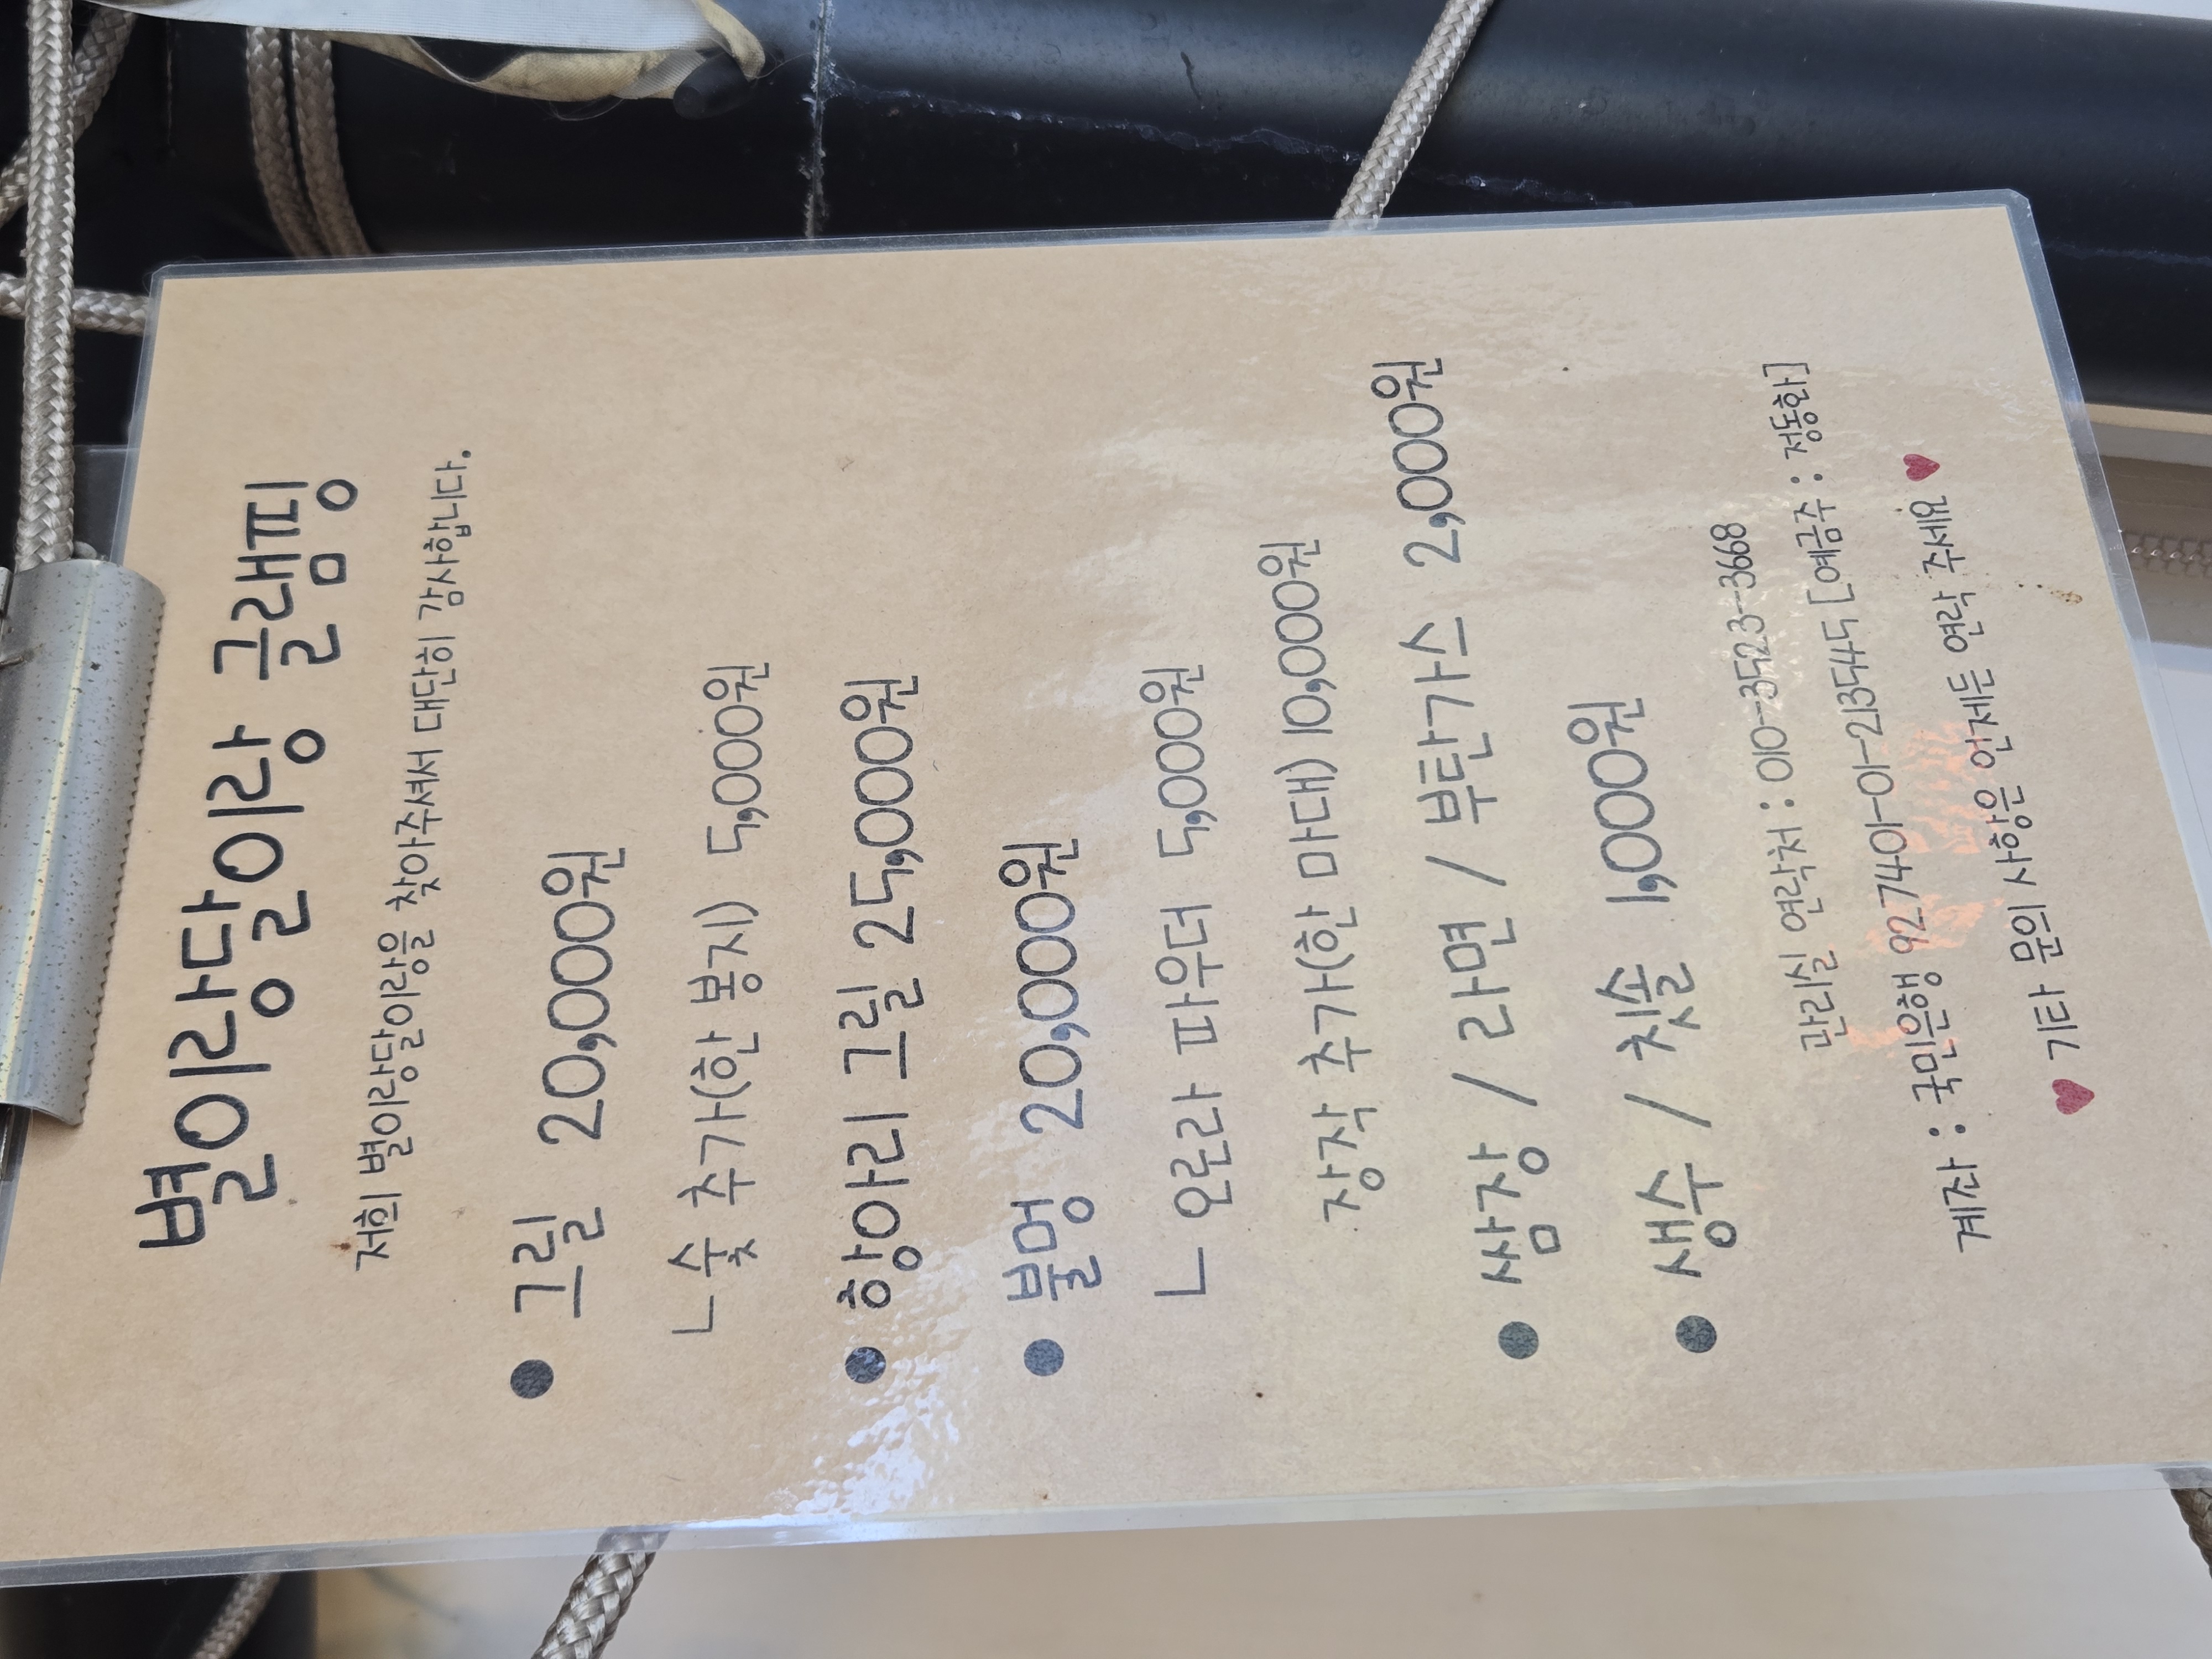 별이랑달이랑 글램핑
저희 별이랑달이랑을 찾아주셔서 대단히 감사합니다.
● 그릴 20,000원
ㄴ숯 추가(한 봉지) 5,000원
● 항아리 그릴 25,000원
● 불멍 20,000원
ㄴ 오로라 파우더 5,000원
장작 추가(한 마대) 10,000원
● 쌈장 / 라면 / 부탄가스 2,000원
● 생수 / 칫솔 1,000원
관리실 연락처 : 010-3523-3668
계좌 : 국민은행 927401-01-213545 [예금주 : 정동화]
♥ 기타 문의 사항은 언제든 연락 주세요 ♥